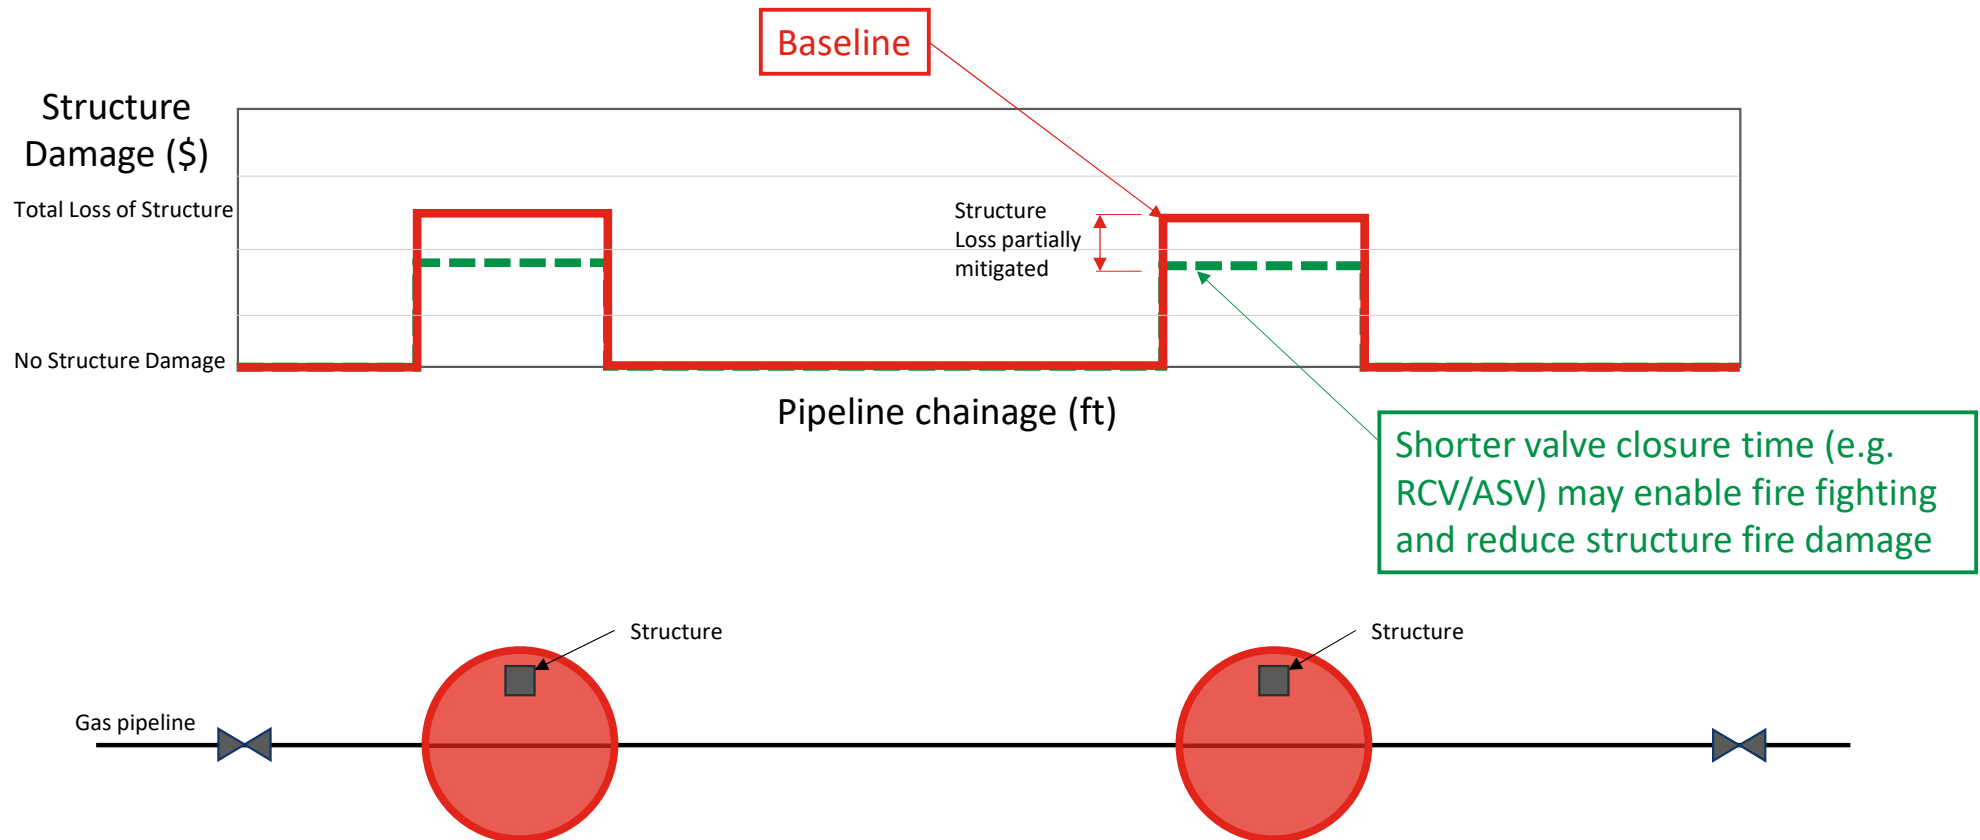 Baseline
Structure
Damage ($)
Total Loss of Structure
Structure
Loss partially
mitigated
No Structure Damage
Pipeline chainage (ft)
Shorter valve closure time (e.g.
RCV/ASV) may enable fire fighting
and reduce structure fire damage
Structure
Structure
Gas pipeline